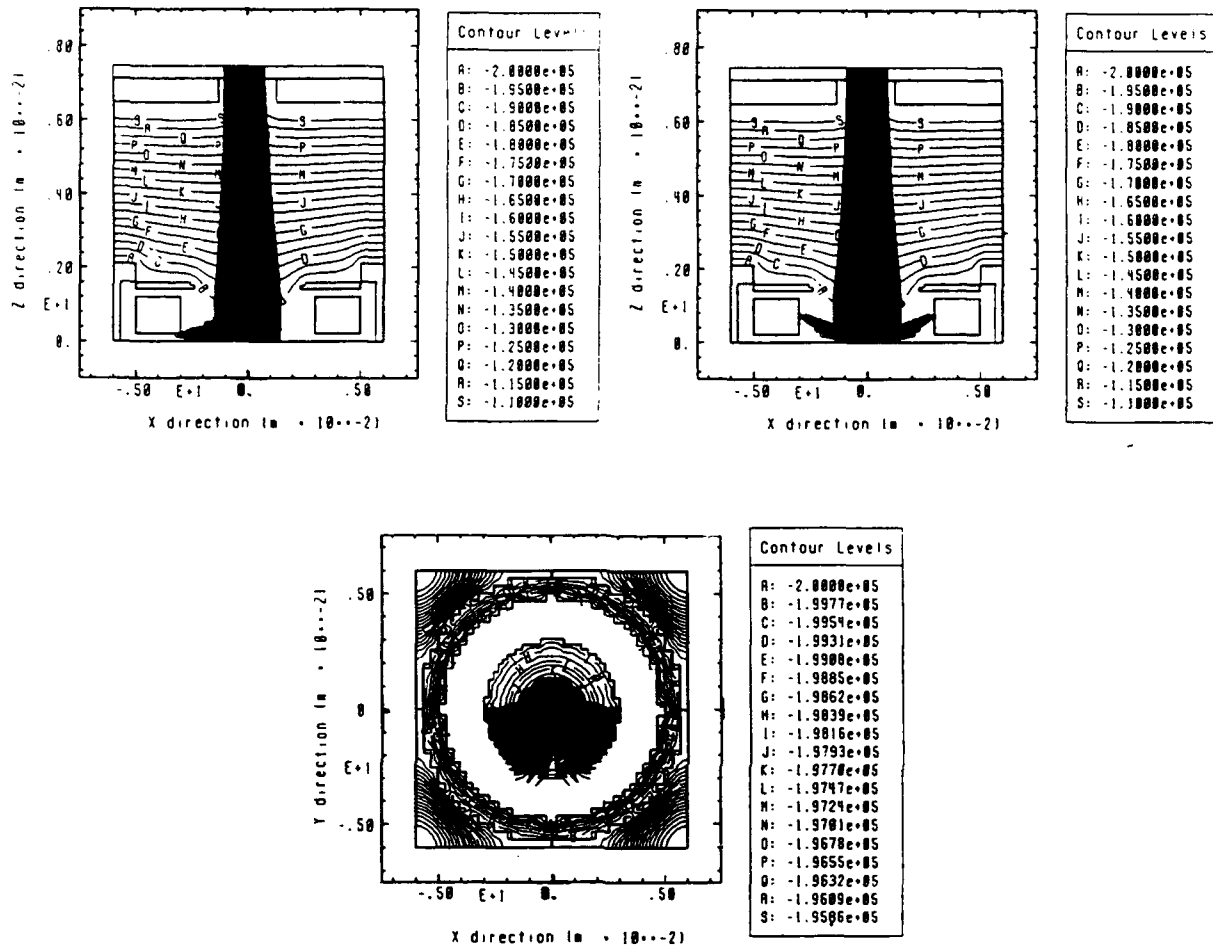 Contour Levels
A: -2.0000e+05
B: -1.9500e+05
C: -1.9000e+05
D: -1.8500e+05
E: -1.8000e+05
F: -1.7500e+05
G: -1.7000e+05
H: -1.6500e+05
I: -1.6000e+05
J: -1.5500e+05
K: -1.5000e+05
L: -1.4500e+05
M: -1.4000e+05
N: -1.3500e+05
O: -1.3000e+05
P: -1.2500e+05
Q: -1.2000e+05
R: -1.1500e+05
S: -1.1000e+05
Z direction (m * 10**-2)
.80
.60
.40
.20
E+1
0.
-.50 E+1 0. .50
X direction (m * 10**-2)
Contour Levels
A: -2.0000e+05
B: -1.9500e+05
C: -1.9000e+05
D: -1.8500e+05
E: -1.8000e+05
F: -1.7500e+05
G: -1.7000e+05
H: -1.6500e+05
I: -1.6000e+05
J: -1.5500e+05
K: -1.5000e+05
L: -1.4500e+05
M: -1.4000e+05
N: -1.3500e+05
O: -1.3000e+05
P: -1.2500e+05
Q: -1.2000e+05
R: -1.1500e+05
S: -1.1000e+05
Z direction (m * 10**-2)
.80
.60
.40
.20
E+1
0.
-.50 E+1 0. .50
X direction (m * 10**-2)
Contour Levels
A: -2.0000e+05
B: -1.9977e+05
C: -1.9954e+05
D: -1.9931e+05
E: -1.9908e+05
F: -1.9885e+05
G: -1.9862e+05
H: -1.9839e+05
I: -1.9816e+05
J: -1.9793e+05
K: -1.9770e+05
L: -1.9747e+05
M: -1.9724e+05
N: -1.9701e+05
O: -1.9678e+05
P: -1.9655e+05
Q: -1.9632e+05
R: -1.9609e+05
S: -1.9586e+05
Y direction (m * 10**-2)
.50
0
E+1
-.50
-.50 E+1 0. .50
X direction (m * 10**-2)